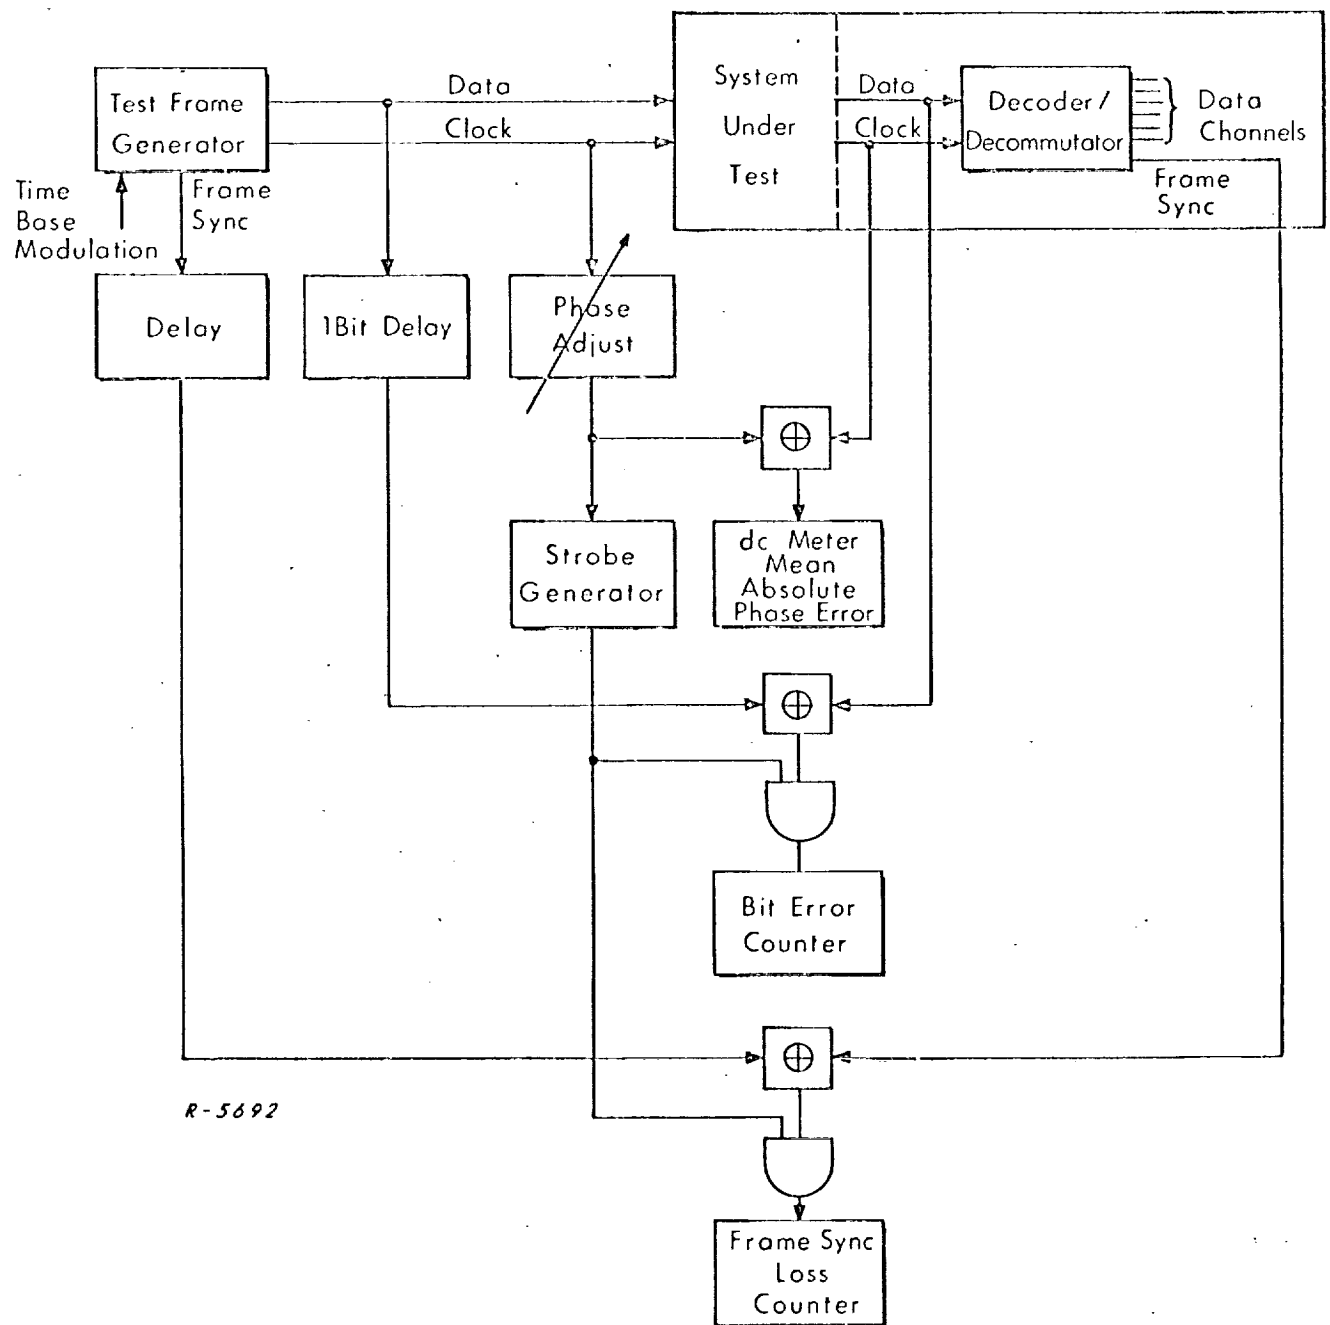 Test Frame
Generator
Data
Clock
System
Under
Test
Data
Clock
Decoder/
Decommutator
Data
Channels
Frame
Sync
Time
Base
Modulation
Frame
Sync
Delay
1Bit Delay
Phase
Adjust
⊕
Strobe
Generator
dc Meter
Mean
Absolute
Phase Error
⊕
Bit Error
Counter
⊕
R-5692
Frame Sync
Loss
Counter